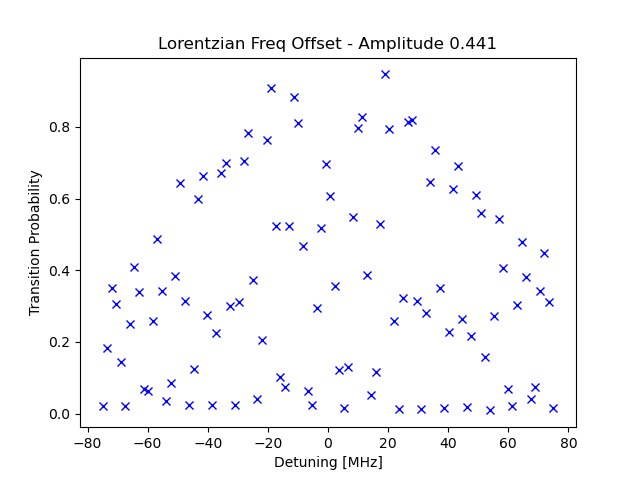 Lorentzian Freq Offset - Amplitude 0.441
Transition Probability
0.8
0.6
0.4
0.2
0.0
−80 −60 −40 −20 0 20 40 60 80
Detuning [MHz]